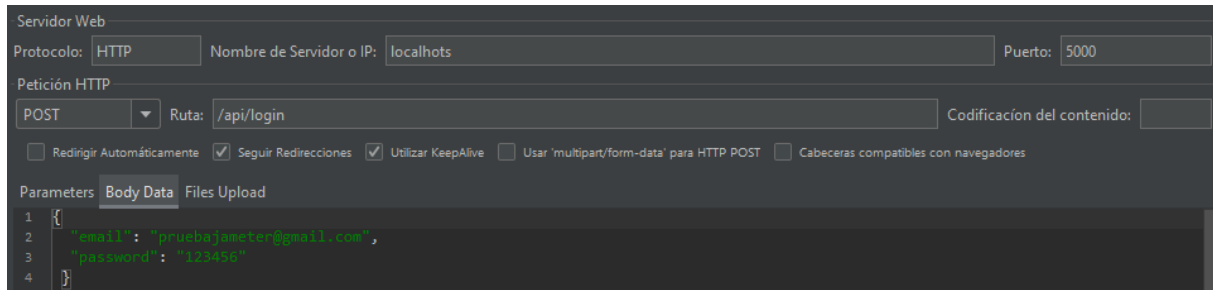 Servidor Web
Protocolo: HTTP Nombre de Servidor o IP: localhots Puerto: 5000
Petición HTTP
POST Ruta: /api/login Codificacíon del contenido:
Redirigir Automáticamente Seguir Redirecciones Utilizar KeepAlive Usar 'multipart/form-data' para HTTP POST Cabeceras compatibles con navegadores
Parameters Body Data Files Upload
1 {
2 "email": "pruebajameter@gmail.com",
3 "password": "123456"
4 }